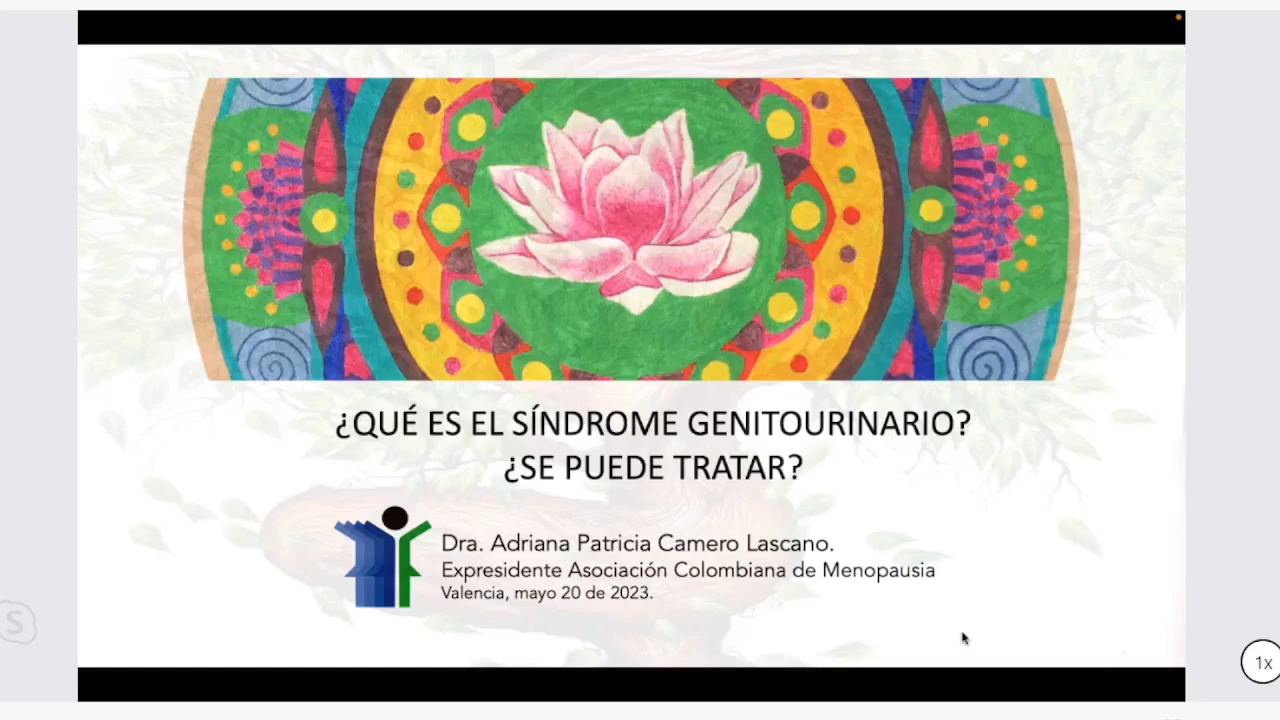 ¿QUÉ ES EL SÍNDROME GENITOURINARIO?
¿SE PUEDE TRATAR?
Dra. Adriana Patricia Camero Lascano.
Expresidente Asociación Colombiana de Menopausia
Valencia, mayo 20 de 2023.
S
1x